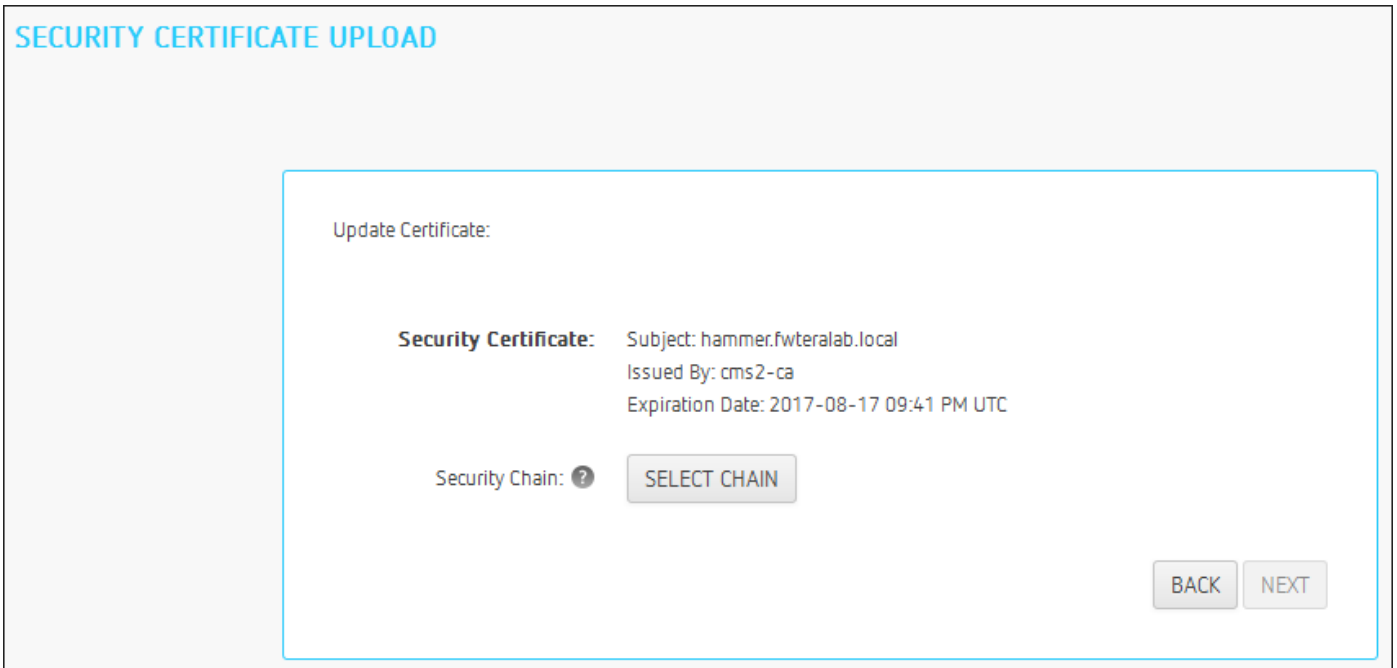 SECURITY CERTIFICATE UPLOAD
Update Certificate:
Security Certificate: Subject: hammer.fwteralab.local
Issued By: cms2-ca
Expiration Date: 2017-08-17 09:41 PM UTC
Security Chain: ? SELECT CHAIN
BACK NEXT